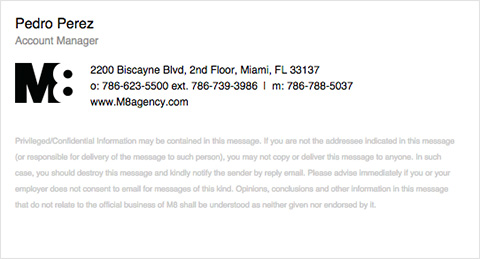 Pedro Perez
Account Manager
M8
2200 Biscayne Blvd, 2nd Floor, Miami, FL 33137
o: 786-623-5500 ext. 786-739-3986 | m: 786-788-5037
www.M8agency.com
Privileged/Confidential Information may be contained in this message. If you are not the addressee indicated in this message
(or responsible for delivery of the message to such person), you may not copy or deliver this message to anyone. In such
case, you should destroy this message and kindly notify the sender by reply email. Please advise immediately if you or your
employer does not consent to email for messages of this kind. Opinions, conclusions and other information in this message
that do not relate to the official business of M8 shall be understood as neither given nor endorsed by it.